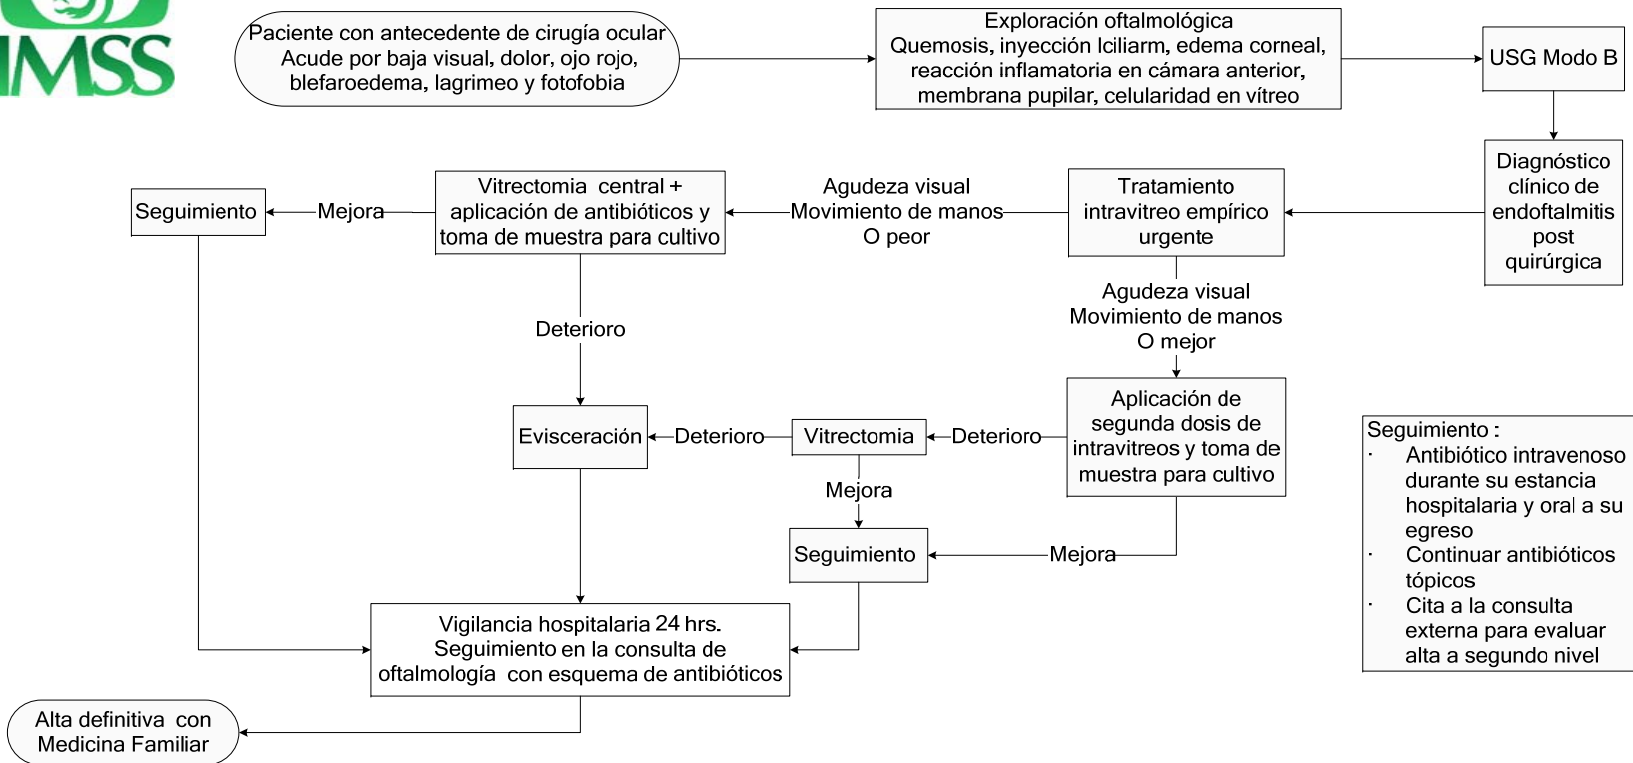 IMSS
Paciente con antecedente de cirugía ocular
Acude por baja visual, dolor, ojo rojo,
blefaroedema, lagrimeo y fotofobia
Exploración oftalmológica
Quemosis, inyección lciliarm, edema corneal,
reacción inflamatoria en cámara anterior,
membrana pupilar, celularidad en vítreo
USG Modo B
Diagnóstico
clínico de
endoftalmitis
post
quirúrgica
Tratamiento
intravitreo empírico
urgente
Agudeza visual
Movimiento de manos
O peor
Vitrectomia central +
aplicación de antibióticos y
toma de muestra para cultivo
Mejora
Seguimiento
Agudeza visual
Movimiento de manos
O mejor
Deterioro
Aplicación de
segunda dosis de
intravitreos y toma de
muestra para cultivo
Deterioro
Vitrectomia
Deterioro
Evisceración
Mejora
Seguimiento
Mejora
Seguimiento :
· Antibiótico intravenoso
durante su estancia
hospitalaria y oral a su
egreso
· Continuar antibióticos
tópicos
· Cita a la consulta
externa para evaluar
alta a segundo nivel
Vigilancia hospitalaria 24 hrs.
Seguimiento en la consulta de
oftalmología con esquema de antibióticos
Alta definitiva con
Medicina Familiar